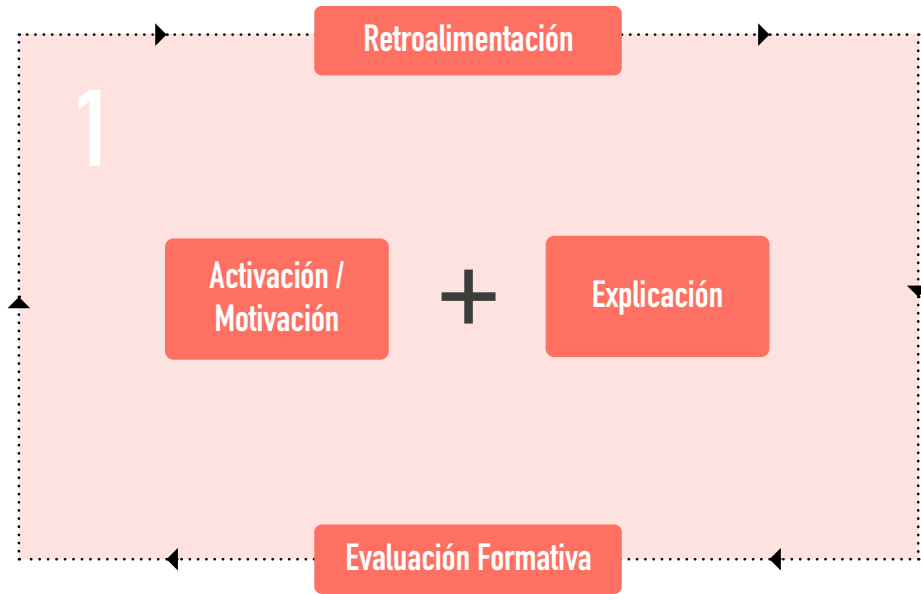 Retroalimentación
1
Activación /
Motivación
+
Explicación
Evaluación Formativa